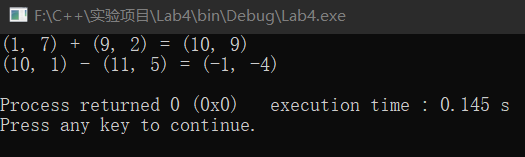 F:\C++\实验项目\Lab4\bin\Debug\Lab4.exe
(1, 7) + (9, 2) = (10, 9)
(10, 1) - (11, 5) = (-1, -4)
Process returned 0 (0x0)   execution time : 0.145 s
Press any key to continue.